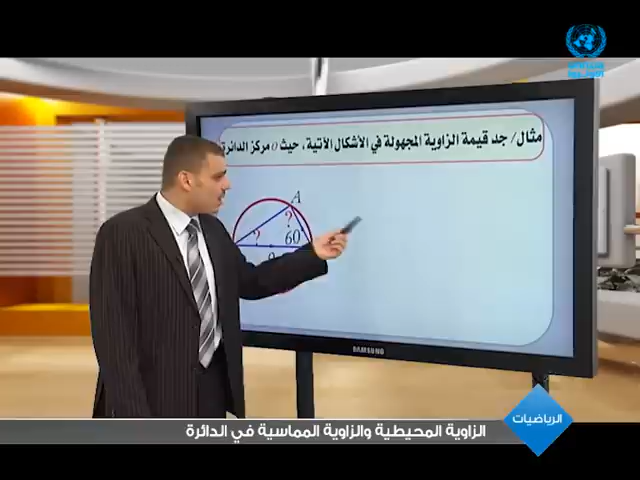 مثال/ جد قيمة الزاوية المجهولة في الأشكال الآتية، حيث O مركز الدائرة
A
?
?
60
SAMSUNG
الرياضيات
الزاوية المحيطية والزاوية المماسية في الدائرة